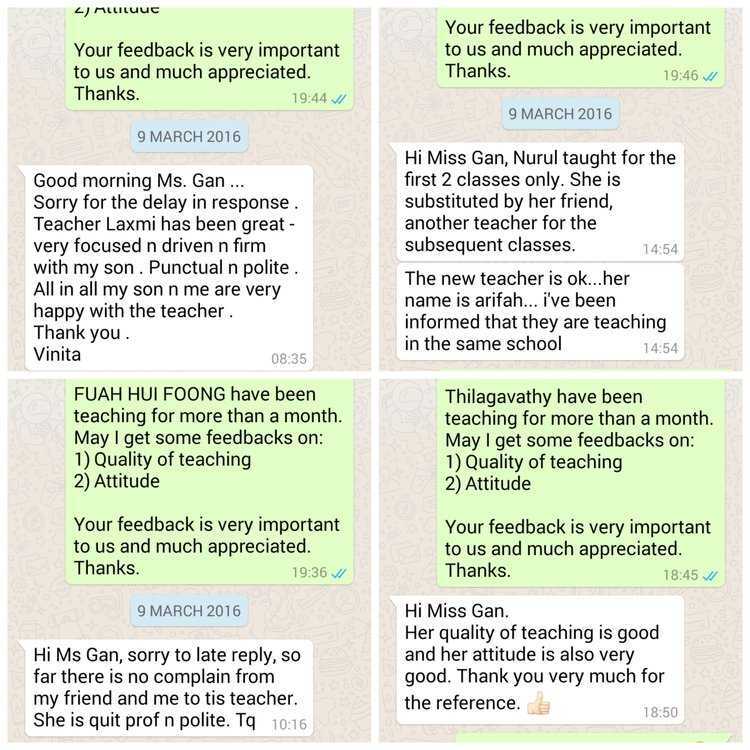 2) Attitude
Your feedback is very important
to us and much appreciated.
Thanks.
19:44
9 MARCH 2016
Good morning Ms. Gan ...
Sorry for the delay in response .
Teacher Laxmi has been great -
very focused n driven n firm
with my son . Punctual n polite .
All in all my son n me are very
happy with the teacher .
Thank you .
Vinita
08:35
Your feedback is very important
to us and much appreciated.
Thanks.
19:46
9 MARCH 2016
Hi Miss Gan, Nurul taught for the
first 2 classes only. She is
substituted by her friend,
another teacher for the
subsequent classes.
14:54
The new teacher is ok...her
name is arifah... i've been
informed that they are teaching
in the same school
14:54
FUAH HUI FOONG have been
teaching for more than a month.
May I get some feedbacks on:
1) Quality of teaching
2) Attitude
Your feedback is very important
to us and much appreciated.
Thanks.
19:36
9 MARCH 2016
Hi Ms Gan, sorry to late reply, so
far there is no complain from
my friend and me to tis teacher.
She is quit prof n polite. Tq
10:16
Thilagavathy have been
teaching for more than a month.
May I get some feedbacks on:
1) Quality of teaching
2) Attitude
Your feedback is very important
to us and much appreciated.
Thanks.
18:45
Hi Miss Gan.
Her quality of teaching is good
and her attitude is also very
good. Thank you very much for
the reference. 👍
18:50